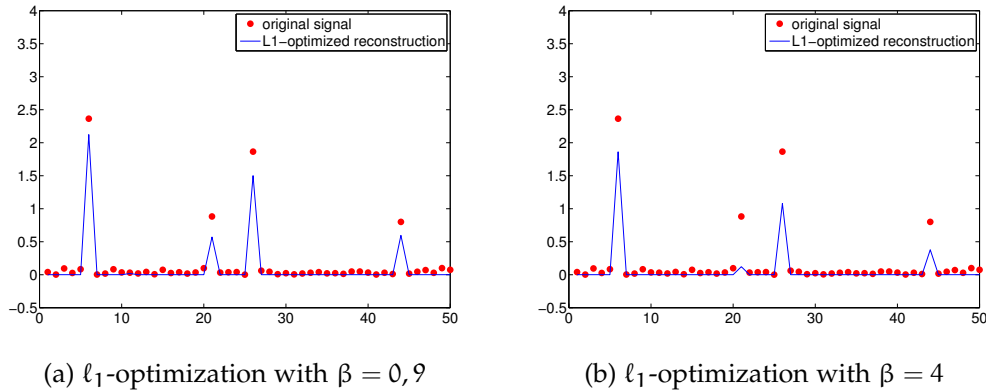 4
3.5
3
2.5
2
1.5
1
0.5
0
−0.5
0 10 20 30 40 50
original signal
L1−optimized reconstruction
(a) ℓ₁-optimization with β = 0, 9
4
3.5
3
2.5
2
1.5
1
0.5
0
−0.5
0 10 20 30 40 50
original signal
L1−optimized reconstruction
(b) ℓ₁-optimization with β = 4